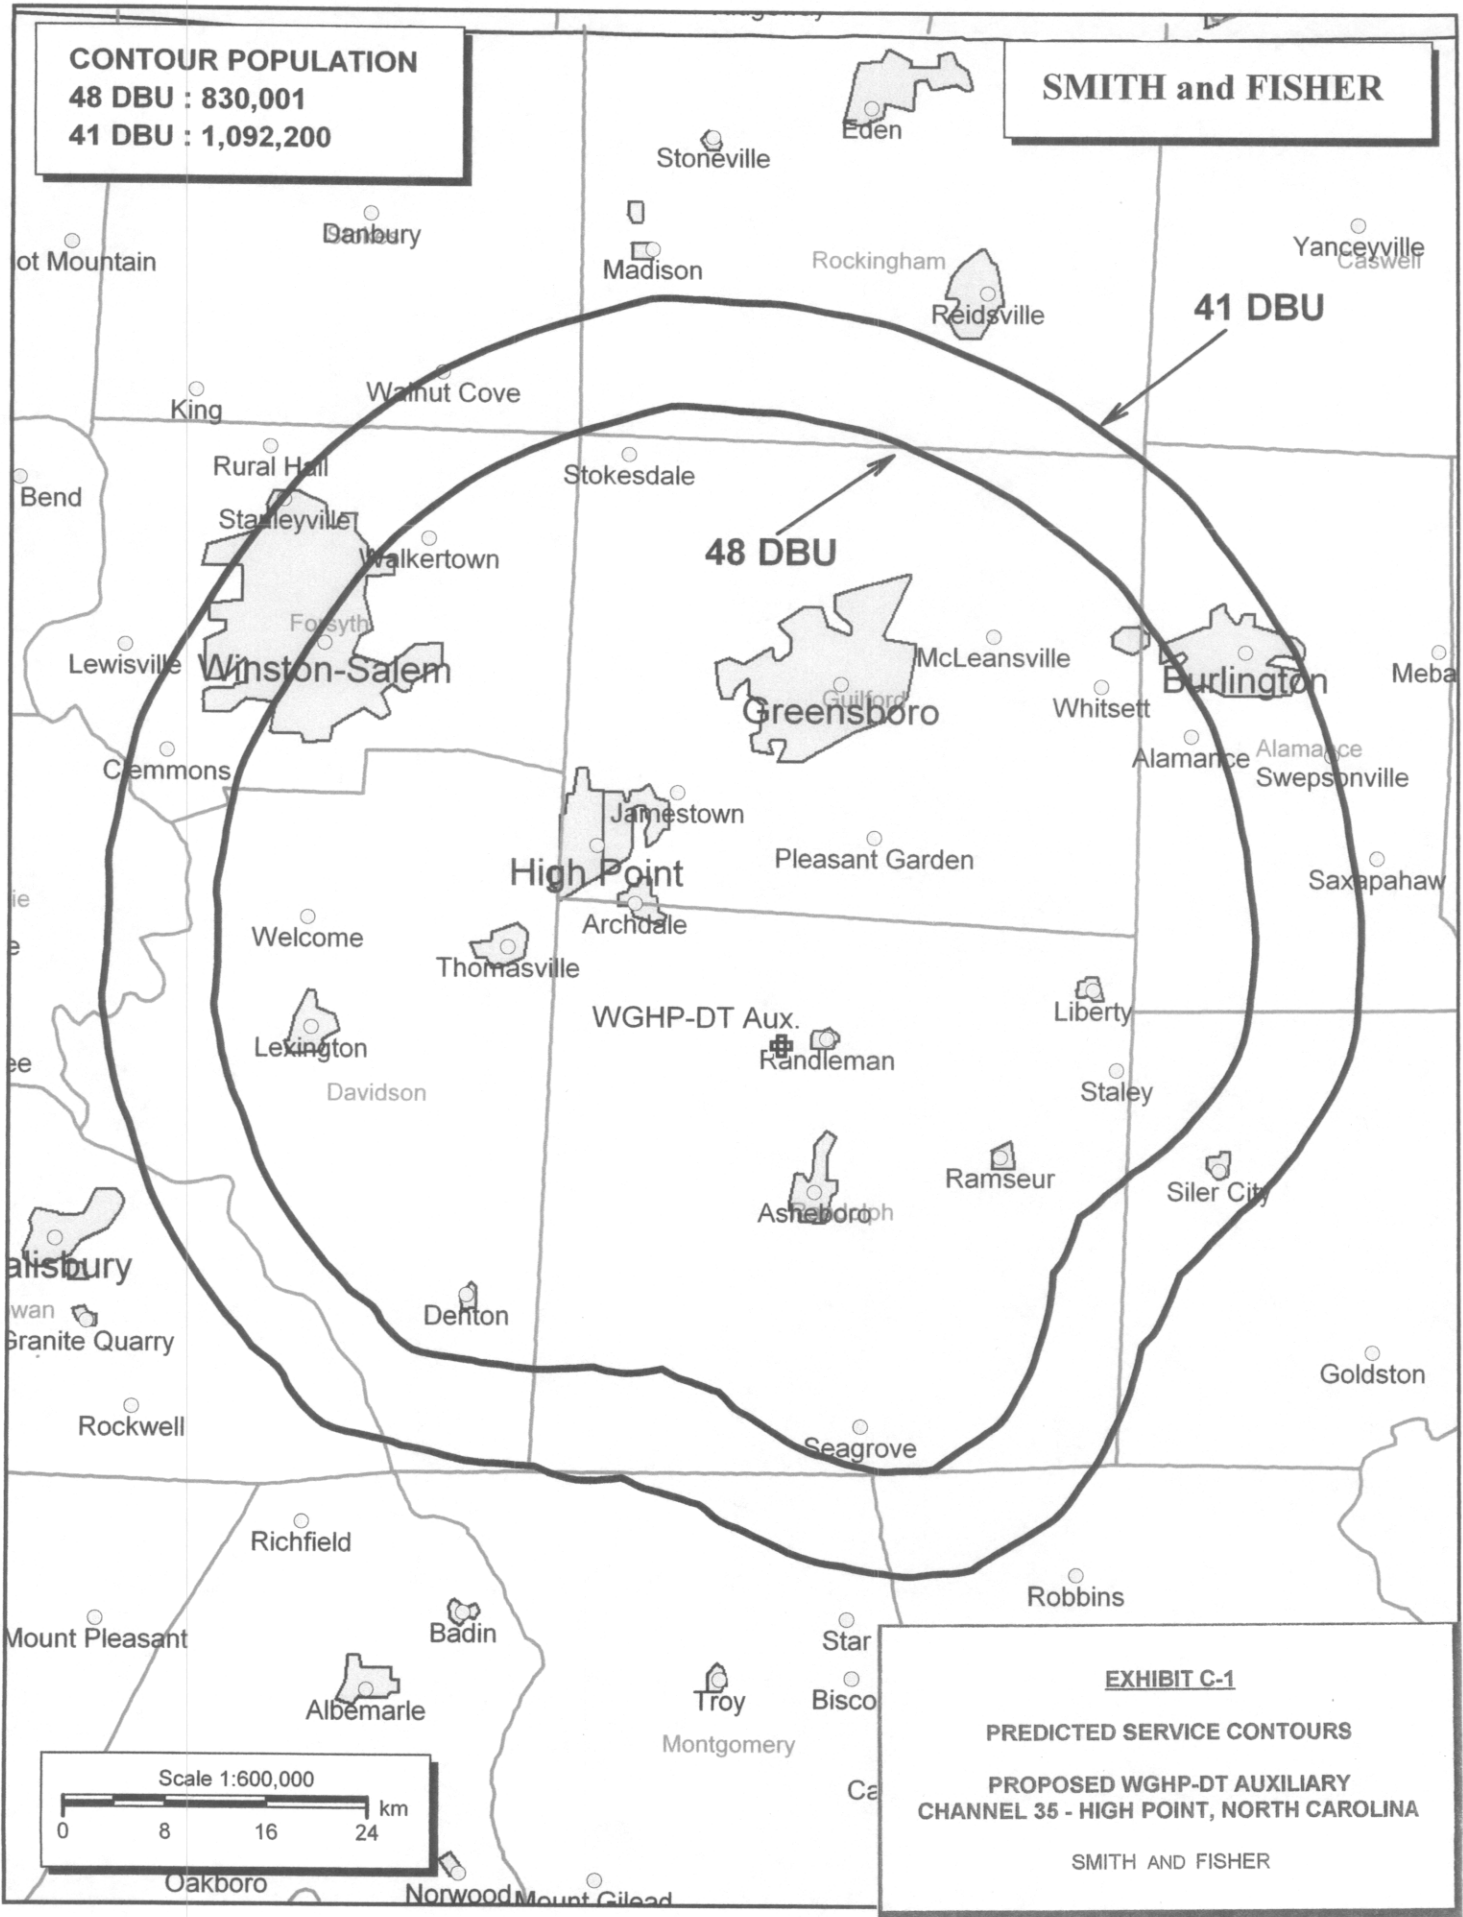 CONTOUR POPULATION
48 DBU : 830,001
41 DBU : 1,092,200
SMITH and FISHER
Eden
Stoneville
Danbury
Yanceyville
Caswell
ot Mountain
Madison
Rockingham
Reidsville
41 DBU
Walnut Cove
King
Rural Hall
Stokesdale
Bend
Stanleyville
Walkertown
48 DBU
Forsyth
Lewisville
Winston-Salem
McLeansville
Burlington
Meba
Guilford
Greensboro
Whitsett
Clemmons
Alamance
Alamance
Swepsonville
Jamestown
High Point
Pleasant Garden
Saxapahaw
ie
Archdale
Welcome
e
Thomasville
WGHP-DT Aux.
Liberty
Lexington
Randleman
ee
Davidson
Staley
Ramseur
Siler City
Asheboro
Randolph
alisbury
wan
Denton
Granite Quarry
Goldston
Rockwell
Seagrove
Richfield
Robbins
Mount Pleasant
Badin
Star
Albemarle
Troy
Bisco
Montgomery
Ca
Scale 1:600,000
km
0 8 16 24
Oakboro
Norwood
Mount Gilead
EXHIBIT C-1
PREDICTED SERVICE CONTOURS
PROPOSED WGHP-DT AUXILIARY
CHANNEL 35 - HIGH POINT, NORTH CAROLINA
SMITH AND FISHER